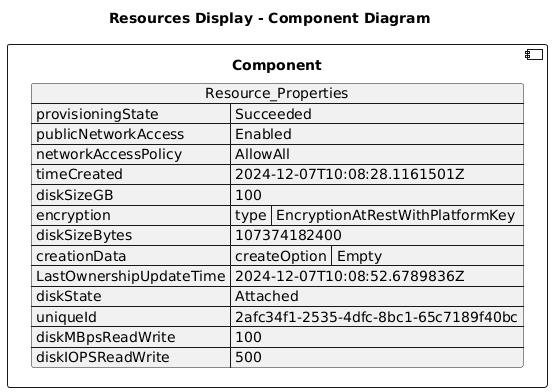 Resources Display - Component Diagram
Component
Resource_Properties
provisioningState Succeeded
publicNetworkAccess Enabled
networkAccessPolicy AllowAll
timeCreated 2024-12-07T10:08:28.1161501Z
diskSizeGB 100
encryption type EncryptionAtRestWithPlatformKey
diskSizeBytes 107374182400
creationData createOption Empty
LastOwnershipUpdateTime 2024-12-07T10:08:52.6789836Z
diskState Attached
uniqueId 2afc34f1-2535-4dfc-8bc1-65c7189f40bc
diskMBpsReadWrite 100
diskIOPSReadWrite 500